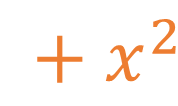 + x²